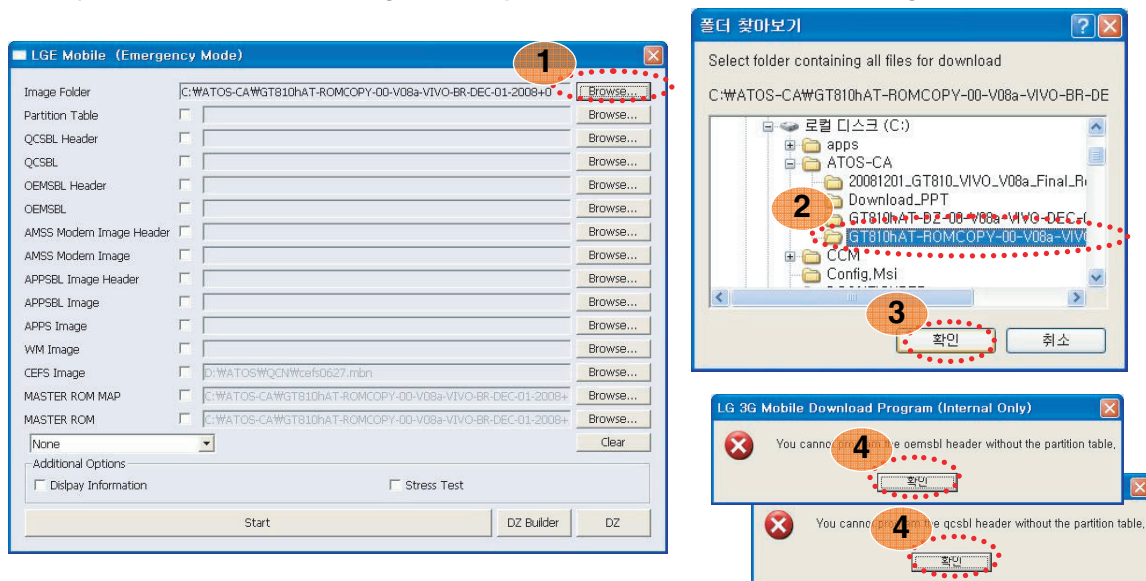 LGE Mobile (Emergency Mode)
1
Image Folder C:₩ATOS-CA₩GT810hAT-ROMCOPY-00-V08a-VIVO-BR-DEC-01-2008+0 Browse...
Partition Table Browse...
QCSBL Header Browse...
QCSBL Browse...
OEMSBL Header Browse...
OEMSBL Browse...
AMSS Modem Image Header Browse...
AMSS Modem Image Browse...
APPSBL Image Header Browse...
APPSBL Image Browse...
APPS Image Browse...
WM Image Browse...
CEFS Image D:₩ATOS₩QCN₩cefs0627.mbn Browse...
MASTER ROM MAP C:₩ATOS-CA₩GT810hAT-ROMCOPY-00-V08a-VIVO-BR-DEC-01-2008+ Browse...
MASTER ROM C:₩ATOS-CA₩GT810hAT-ROMCOPY-00-V08a-VIVO-BR-DEC-01-2008+ Browse...
None Clear
Additional Options
Dislpay Information Stress Test
Start DZ Builder DZ
폴더 찾아보기
Select folder containing all files for download
C:₩ATOS-CA₩GT810hAT-ROMCOPY-00-V08a-VIVO-BR-DE
로컬 디스크 (C:)
apps
ATOS-CA
20081201_GT810_VIVO_V08a_Final_R
Download_PPT
2
GT810hAT-DZ-00-V08a-VIVO-DEC-
GT810hAT-ROMCOPY-00-V08a-VIV
CCM
Config,Msi
3
확인 취소
LG 3G Mobile Download Program (Internal Only)
You cannot program the oemsbl header without the partition table,
4
확인
You cannot program the qcsbl header without the partition table,
4
확인